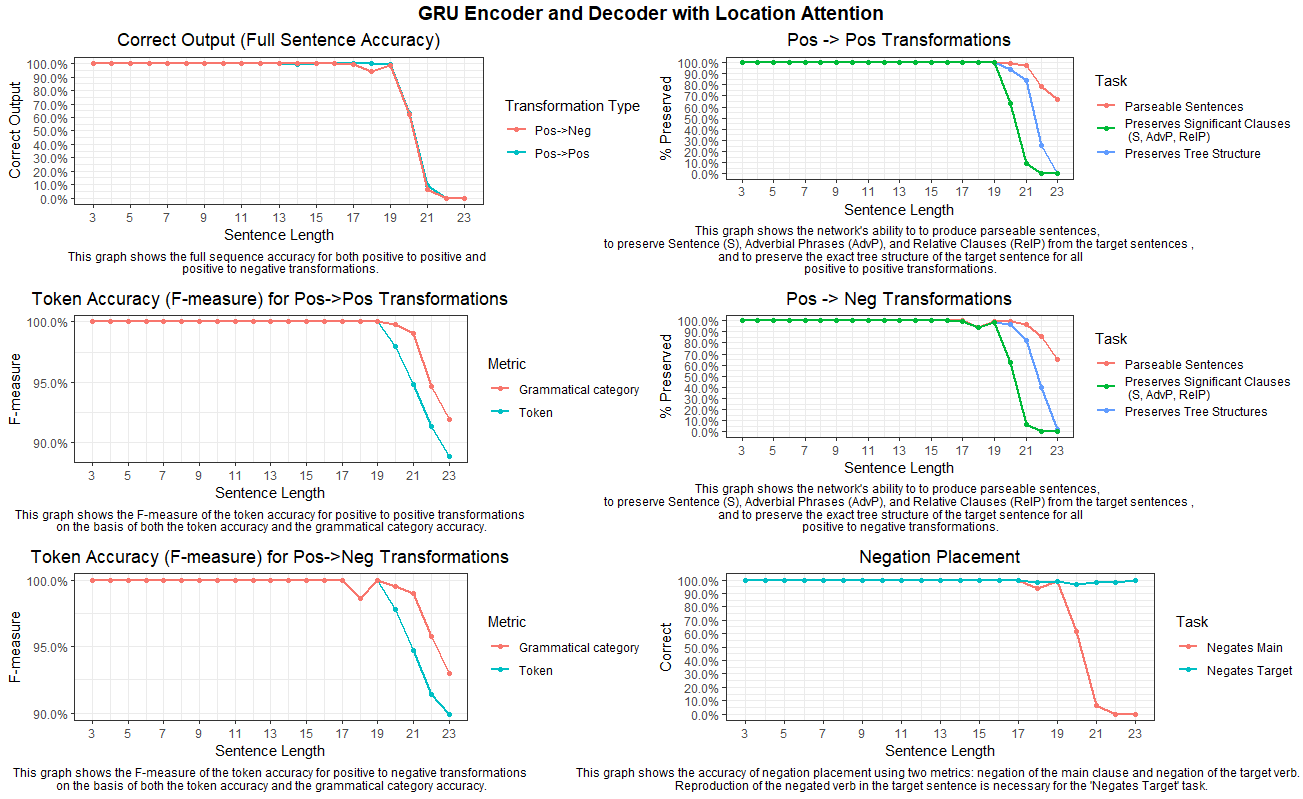 GRU Encoder and Decoder with Location Attention
Correct Output (Full Sentence Accuracy)
Correct Output
100.0%
90.0%
80.0%
70.0%
60.0%
50.0%
40.0%
30.0%
20.0%
10.0%
0.0%
3 5 7 9 11 13 15 17 19 21 23
Sentence Length
Transformation Type
Pos->Neg
Pos->Pos
This graph shows the full sequence accuracy for both positive to positive and
positive to negative transformations.
Pos -> Pos Transformations
% Preserved
100.0%
90.0%
80.0%
70.0%
60.0%
50.0%
40.0%
30.0%
20.0%
10.0%
0.0%
3 5 7 9 11 13 15 17 19 21 23
Sentence Length
Task
Parseable Sentences
Preserves Significant Clauses
(S, AdvP, RelP)
Preserves Tree Structure
This graph shows the network's ability to to produce parseable sentences,
to preserve Sentence (S), Adverbial Phrases (AdvP), and Relative Clauses (RelP) from the target sentences ,
and to preserve the exact tree structure of the target sentence for all
positive to positive transformations.
Token Accuracy (F-measure) for Pos->Pos Transformations
F-measure
100.0%
95.0%
90.0%
3 5 7 9 11 13 15 17 19 21 23
Sentence Length
Metric
Grammatical category
Token
This graph shows the F-measure of the token accuracy for positive to positive transformations
on the basis of both the token accuracy and the grammatical category accuracy.
Pos -> Neg Transformations
% Preserved
100.0%
90.0%
80.0%
70.0%
60.0%
50.0%
40.0%
30.0%
20.0%
10.0%
0.0%
3 5 7 9 11 13 15 17 19 21 23
Sentence Length
Task
Parseable Sentences
Preserves Significant Clauses
(S, AdvP, RelP)
Preserves Tree Structures
This graph shows the network's ability to to produce parseable sentences,
to preserve Sentence (S), Adverbial Phrases (AdvP), and Relative Clauses (RelP) from the target sentences ,
and to preserve the exact tree structure of the target sentence for all
positive to negative transformations.
Token Accuracy (F-measure) for Pos->Neg Transformations
F-measure
100.0%
95.0%
90.0%
3 5 7 9 11 13 15 17 19 21 23
Sentence Length
Metric
Grammatical category
Token
This graph shows the F-measure of the token accuracy for positive to negative transformations
on the basis of both the token accuracy and the grammatical category accuracy.
Negation Placement
Correct
100.0%
90.0%
80.0%
70.0%
60.0%
50.0%
40.0%
30.0%
20.0%
10.0%
0.0%
3 5 7 9 11 13 15 17 19 21 23
Sentence Length
Task
Negates Main
Negates Target
This graph shows the accuracy of negation placement using two metrics: negation of the main clause and negation of the target verb.
Reproduction of the negated verb in the target sentence is necessary for the 'Negates Target' task.